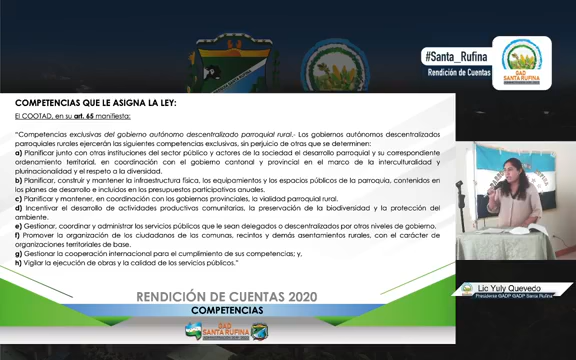 #Santa_Rufina
Rendición de Cuentas
GAD
SANTA RUFINA
COMPETENCIAS QUE LE ASIGNA LA LEY:
El COOTAD, en su art. 65 manifiesta:
"Competencias exclusivas del gobierno autónomo descentralizado parroquial rural.- Los gobiernos autónomos descentralizados
parroquiales rurales ejercerán las siguientes competencias exclusivas, sin perjuicio de otras que se determinen:
a) Planificar junto con otras instituciones del sector público y actores de la sociedad el desarrollo parroquial y su correspondiente
ordenamiento territorial, en coordinación con el gobierno cantonal y provincial en el marco de la interculturalidad y
plurinacionalidad y el respeto a la diversidad.
b) Planificar, construir y mantener la infraestructura física, los equipamientos y los espacios públicos de la parroquia, contenidos en
los planes de desarrollo e incluidos en los presupuestos participativos anuales.
c) Planificar y mantener, en coordinación con los gobiernos provinciales, la vialidad parroquial rural.
d) Incentivar el desarrollo de actividades productivas comunitarias, la preservación de la biodiversidad y la protección del
ambiente.
e) Gestionar, coordinar y administrar los servicios públicos que le sean delegados o descentralizados por otros niveles de gobierno.
f) Promover la organización de los ciudadanos de las comunas, recintos y demás asentamientos rurales, con el carácter de
organizaciones territoriales de base.
g) Gestionar la cooperación internacional para el cumplimiento de sus competencias; y,
h) Vigilar la ejecución de obras y la calidad de los servicios públicos."
Lic Yuly Quevedo
Presidente GADP GADP Santa Rufina
RENDICIÓN DE CUENTAS 2020
COMPETENCIAS
GAD
SANTA RUFINA